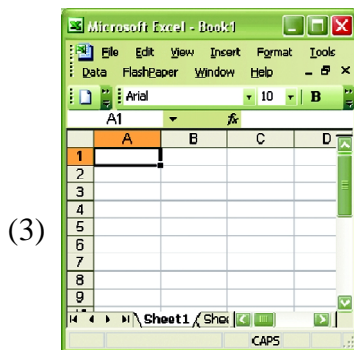 Microsoft Excel - Book1
File Edit View Insert Format Tools
Data FlashPaper Window Help
Arial 10 B
A1 fx
A B C D
1
2
3
4
5
6
7
8
9
Sheet1 Shee
CAPS
(3)